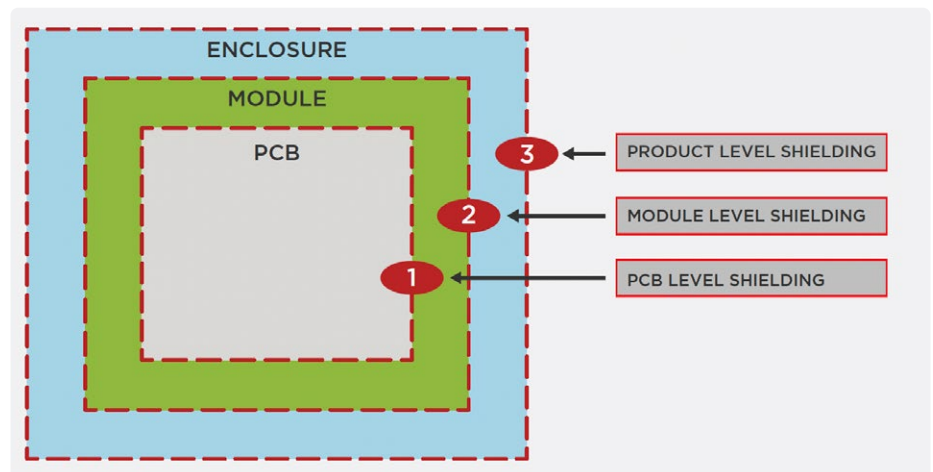 ENCLOSURE
MODULE
PCB
3
PRODUCT LEVEL SHIELDING
2
MODULE LEVEL SHIELDING
1
PCB LEVEL SHIELDING